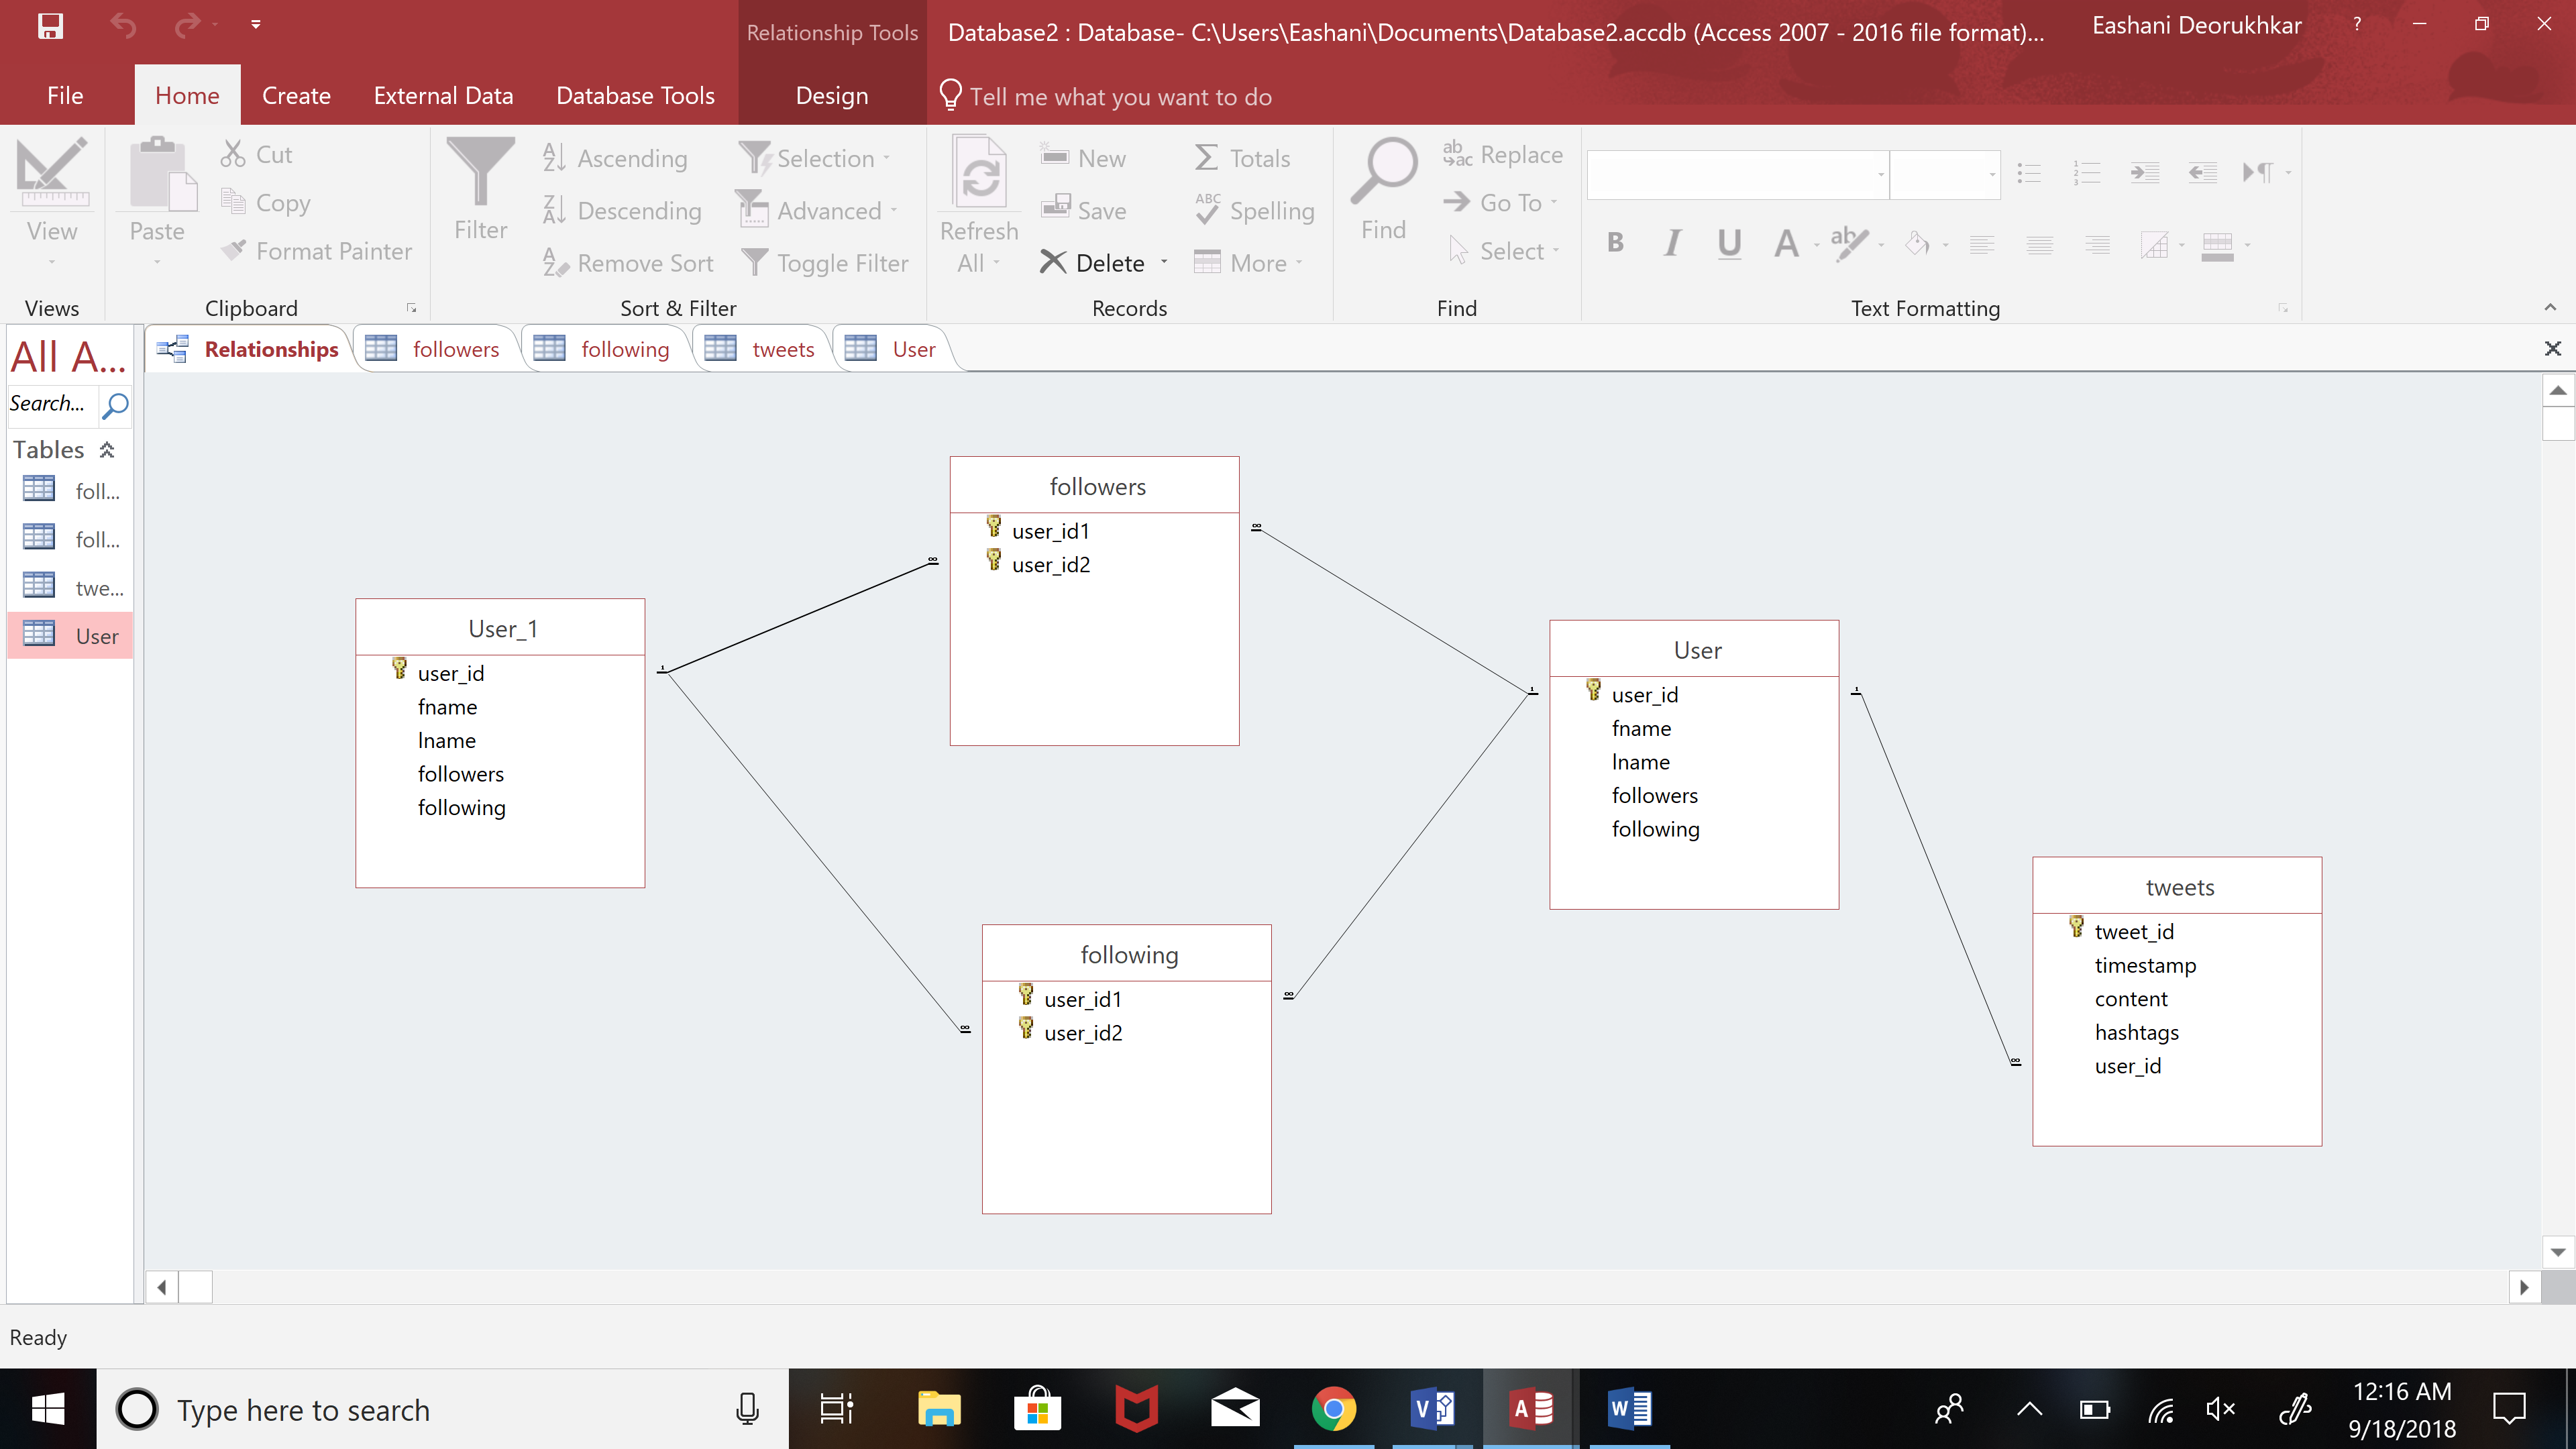 Relationship Tools
Database2 : Database- C:\Users\Eashani\Documents\Database2.accdb (Access 2007 - 2016 file format)...
Eashani Deorukhkar
?
File
Home
Create
External Data
Database Tools
Design
Tell me what you want to do
View
Paste
Cut
Copy
Format Painter
Filter
Ascending
Descending
Remove Sort
Selection
Advanced
Toggle Filter
Refresh
All
New
Save
Delete
Totals
Spelling
More
Find
Replace
Go To
Select
B I U A
Views
Clipboard
Sort & Filter
Records
Find
Text Formatting
All A...
Search...
Tables
foll...
foll...
twe...
User
Relationships
followers
following
tweets
User
followers
user_id1
user_id2
User_1
user_id
fname
lname
followers
following
User
user_id
fname
lname
followers
following
following
user_id1
user_id2
tweets
tweet_id
timestamp
content
hashtags
user_id
1
∞
∞
1
1
∞
∞
∞
Ready
Type here to search
12:16 AM
9/18/2018